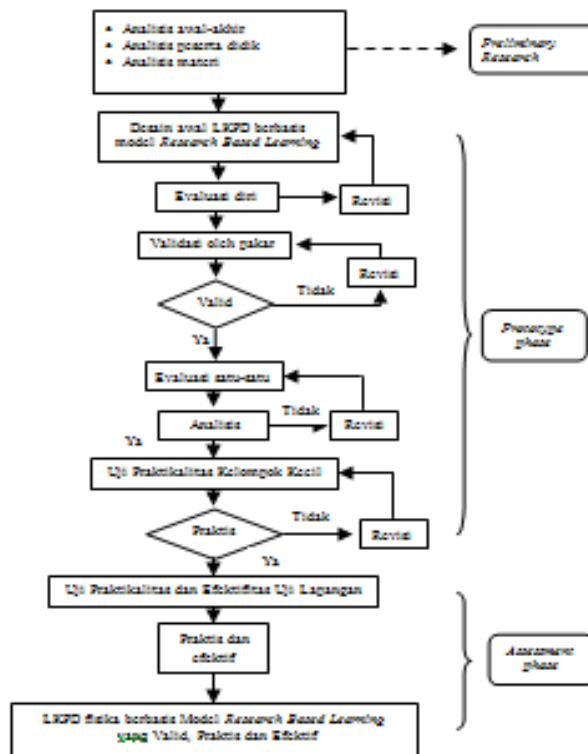 • Analisis awal-akhir
• Analisis peserta didik
• Analisis materi
Preliminary
Research
Desain awal LKPD berbasis
model Research Based Learning
Evaluasi diri
Revisi
Validasi oleh pakar
Revisi
Tidak
Valid
Ya
Prototype
phase
Evaluasi satu-satu
Tidak
Analisis
Revisi
Ya
Uji Praktikalitas Kelompok Kecil
Tidak
Praktis
Revisi
Ya
Uji Praktikalitas dan Efektifitas Uji Lapangan
Praktis dan
efektif
Assessment
phase
LKPD fisika berbasis Model Research Based Learning
yang Valid, Praktis dan Efektif